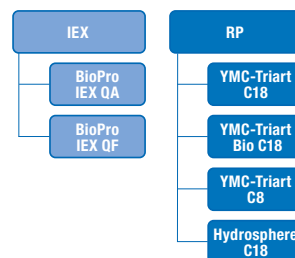 IEX
BioPro
IEX QA
BioPro
IEX QF
RP
YMC-Triart
C18
YMC-Triart
Bio C18
YMC-Triart
C8
Hydrosphere
C18